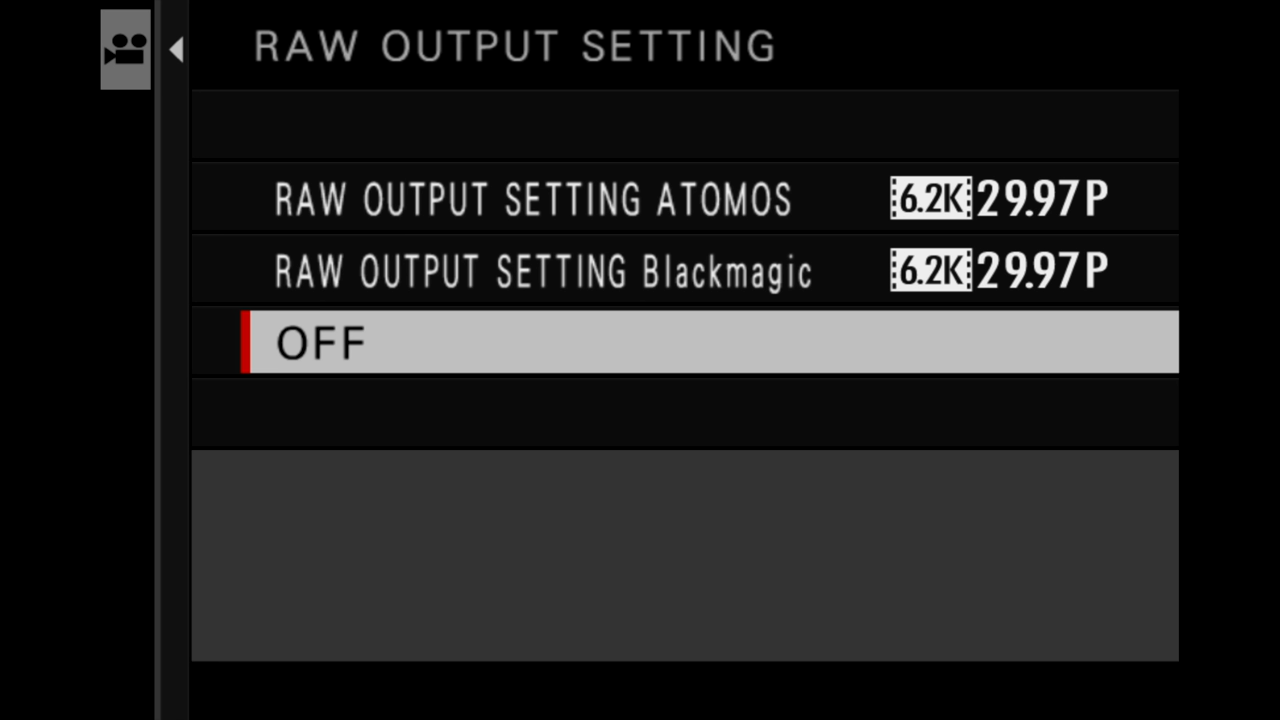 RAW OUTPUT SETTING
RAW OUTPUT SETTING ATOMOS 6.2K 29.97P
RAW OUTPUT SETTING Blackmagic 6.2K 29.97P
OFF